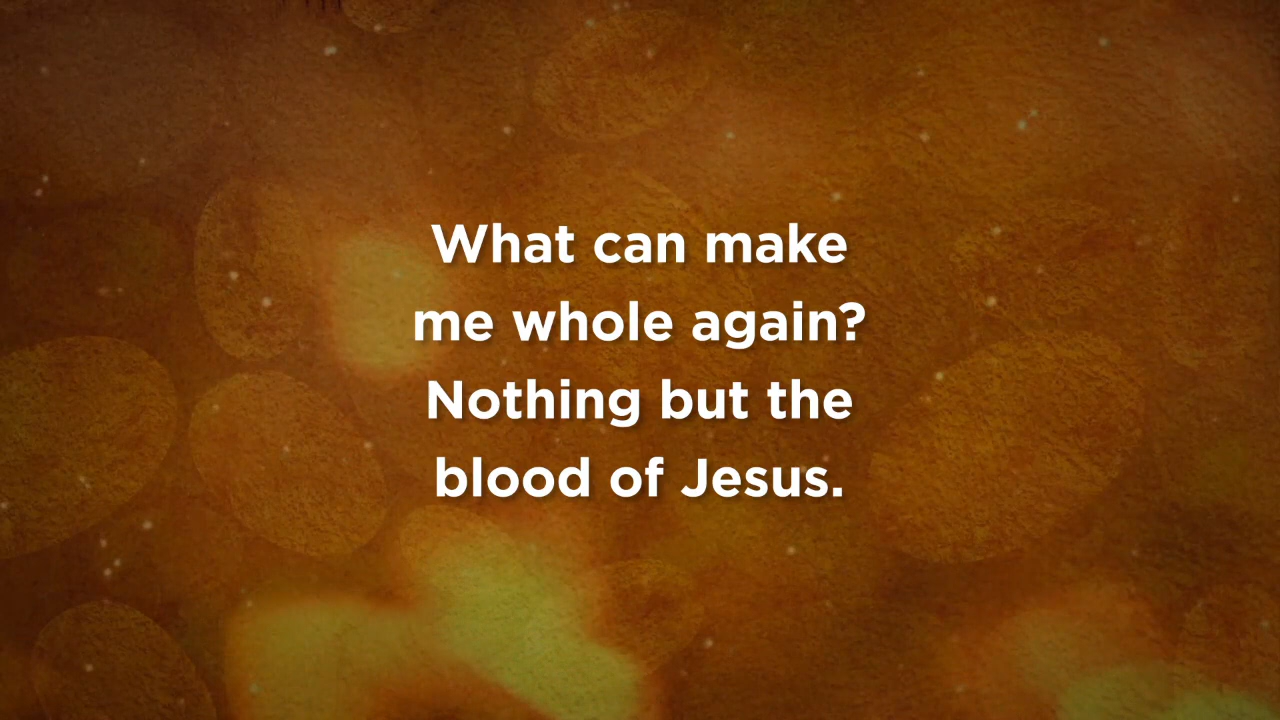 What can make
me whole again?
Nothing but the
blood of Jesus.